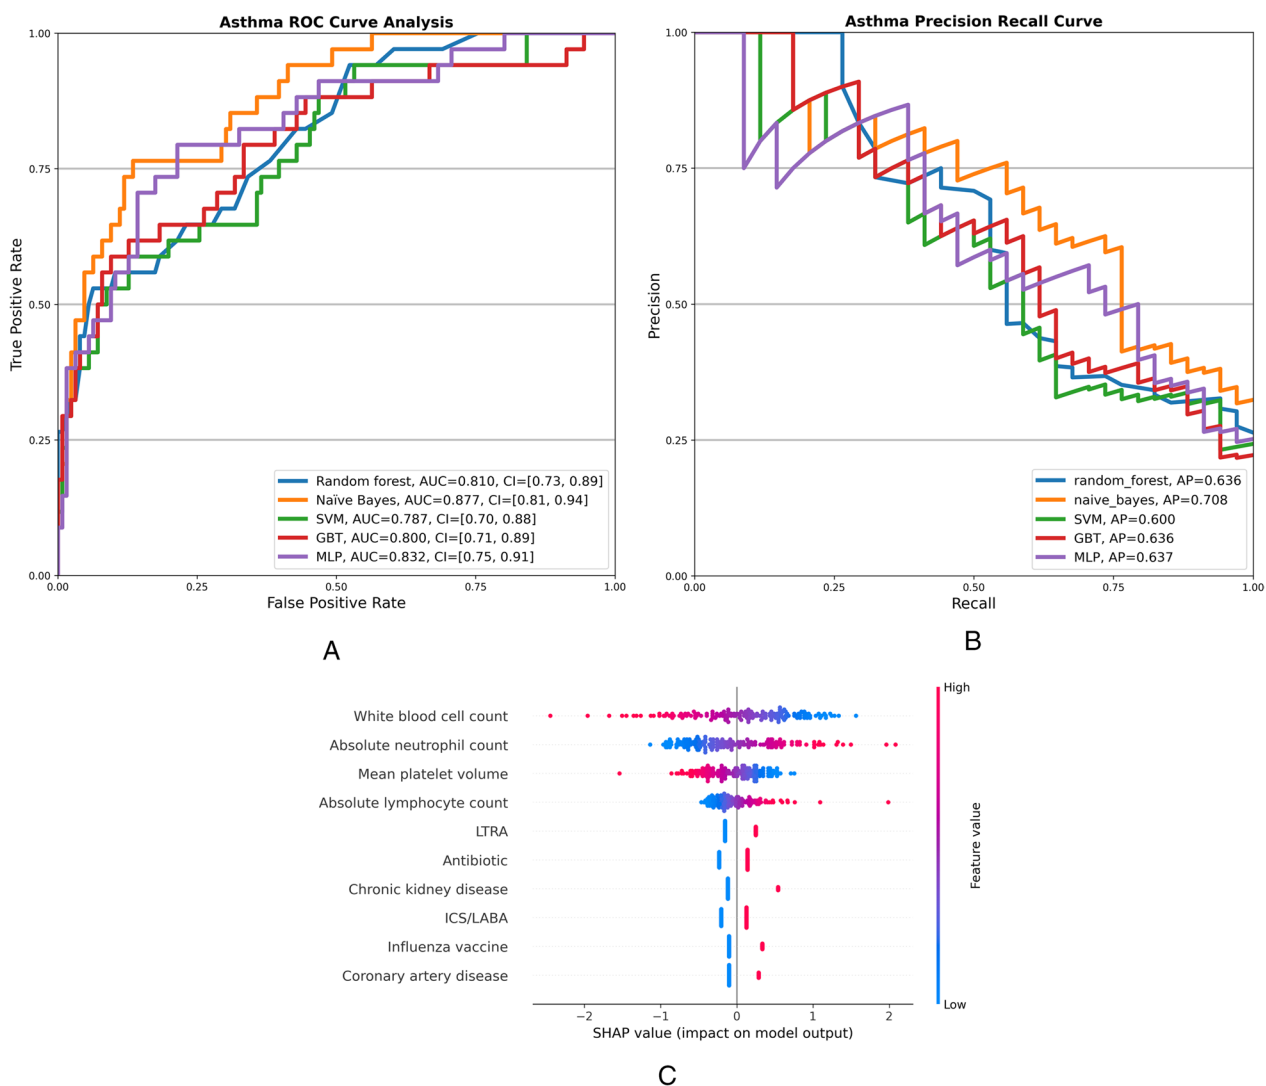 Asthma ROC Curve Analysis
1.00
0.75
0.50
0.25
0.00
True Positive Rate
0.00 0.25 0.50 0.75 1.00
False Positive Rate
Random forest, AUC=0.810, CI=[0.73, 0.89]
Naïve Bayes, AUC=0.877, CI=[0.81, 0.94]
SVM, AUC=0.787, CI=[0.70, 0.88]
GBT, AUC=0.800, CI=[0.71, 0.89]
MLP, AUC=0.832, CI=[0.75, 0.91]
A
Asthma Precision Recall Curve
1.00
0.75
0.50
0.25
0.00
Precision
0.00 0.25 0.50 0.75 1.00
Recall
random_forest, AP=0.636
naive_bayes, AP=0.708
SVM, AP=0.600
GBT, AP=0.636
MLP, AP=0.637
B
White blood cell count
Absolute neutrophil count
Mean platelet volume
Absolute lymphocyte count
LTRA
Antibiotic
Chronic kidney disease
ICS/LABA
Influenza vaccine
Coronary artery disease
−2 −1 0 1 2
SHAP value (impact on model output)
High
Feature value
Low
C